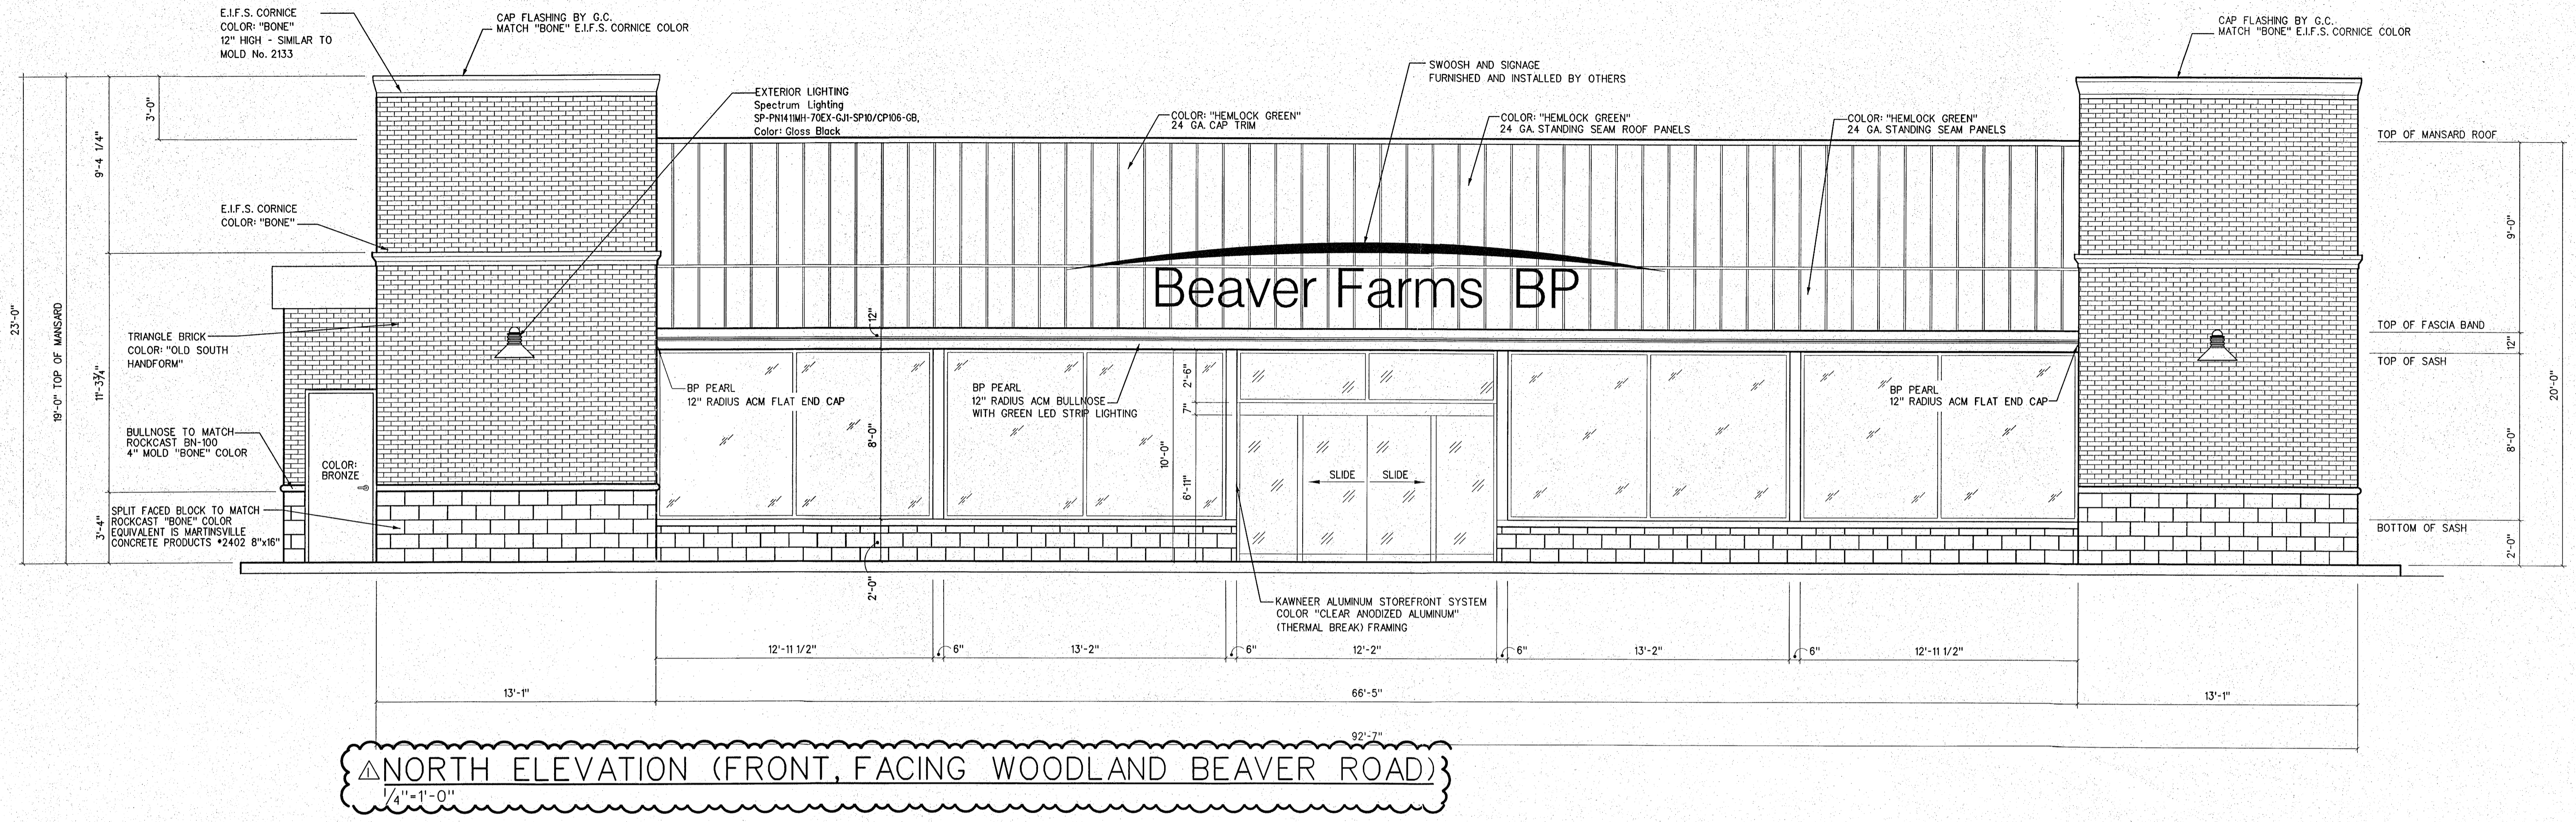 E.I.F.S. CORNICE
COLOR: "BONE"
12" HIGH - SIMILAR TO
MOLD No. 2133
CAP FLASHING BY G.C.
MATCH "BONE" E.I.F.S. CORNICE COLOR
EXTERIOR LIGHTING
Spectrum Lighting
SP-PN1411MH-70EX-GJ1-SP10/CP106-GB,
Color: Gloss Black
COLOR: "HEMLOCK GREEN"
24 GA. CAP TRIM
SWOOSH AND SIGNAGE
FURNISHED AND INSTALLED BY OTHERS
COLOR: "HEMLOCK GREEN"
24 GA. STANDING SEAM ROOF PANELS
COLOR: "HEMLOCK GREEN"
24 GA. STANDING SEAM PANELS
CAP FLASHING BY G.C.
MATCH "BONE" E.I.F.S. CORNICE COLOR
TOP OF MANSARD ROOF
3'-0"
9'-4 1/4"
23'-0"
19'-0" TOP OF MANSARD
11'-3 3/4"
3'-4"
E.I.F.S. CORNICE
COLOR: "BONE"
TRIANGLE BRICK
COLOR: "OLD SOUTH
HANDFORM"
BULLNOSE TO MATCH
ROCKCAST BN-100
4" MOLD "BONE" COLOR
SPLIT FACED BLOCK TO MATCH
ROCKCAST "BONE" COLOR
EQUIVALENT IS MARTINSVILLE
CONCRETE PRODUCTS #2402 8"x16"
COLOR:
BRONZE
Beaver Farms BP
12"
8'-0"
2'-0"
BP PEARL
12" RADIUS ACM FLAT END CAP
BP PEARL
12" RADIUS ACM BULLNOSE
WITH GREEN LED STRIP LIGHTING
10'-0"
2'-6"
7"
6'-11"
SLIDE
SLIDE
BP PEARL
12" RADIUS ACM FLAT END CAP
9'-0"
TOP OF FASCIA BAND
12"
TOP OF SASH
20'-0"
8'-0"
BOTTOM OF SASH
2'-0"
KAWNEER ALUMINUM STOREFRONT SYSTEM
COLOR "CLEAR ANODIZED ALUMINUM"
(THERMAL BREAK) FRAMING
12'-11 1/2"
6"
13'-2"
6"
12'-2"
6"
13'-2"
6"
12'-11 1/2"
13'-1"
66'-5"
13'-1"
92'-7"
1
NORTH ELEVATION (FRONT, FACING WOODLAND BEAVER ROAD)
1/4"=1'-0"